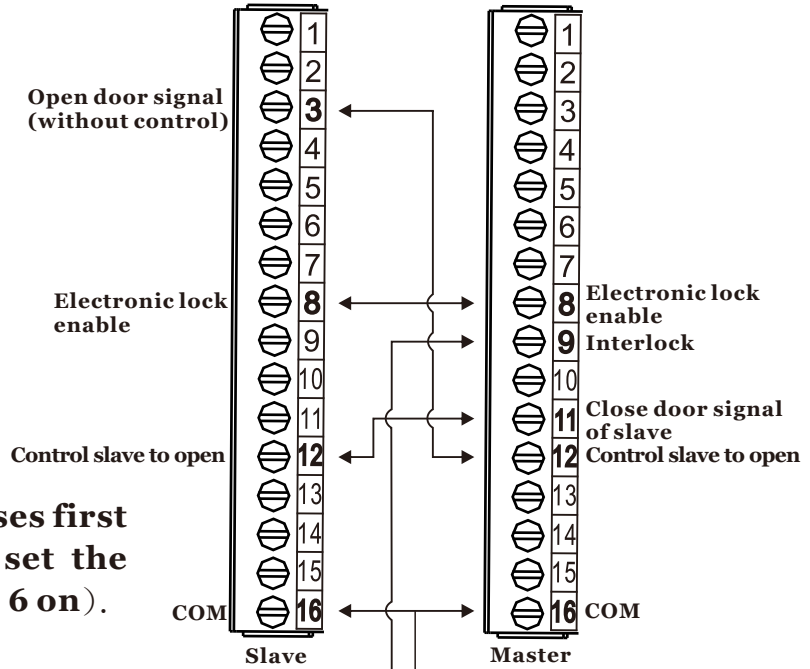 1
2
Open door signal
(without control)
3
4
5
6
7
Electronic lock
enable
8
9
10
11
Control slave to open
12
13
14
15
COM
16
Slave
1
2
3
4
5
6
7
8
Electronic lock
enable
9
Interlock
10
11
Close door signal
of slave
12
Control slave to open
13
14
15
16
COM
Master
ses first
set the
6 on）.